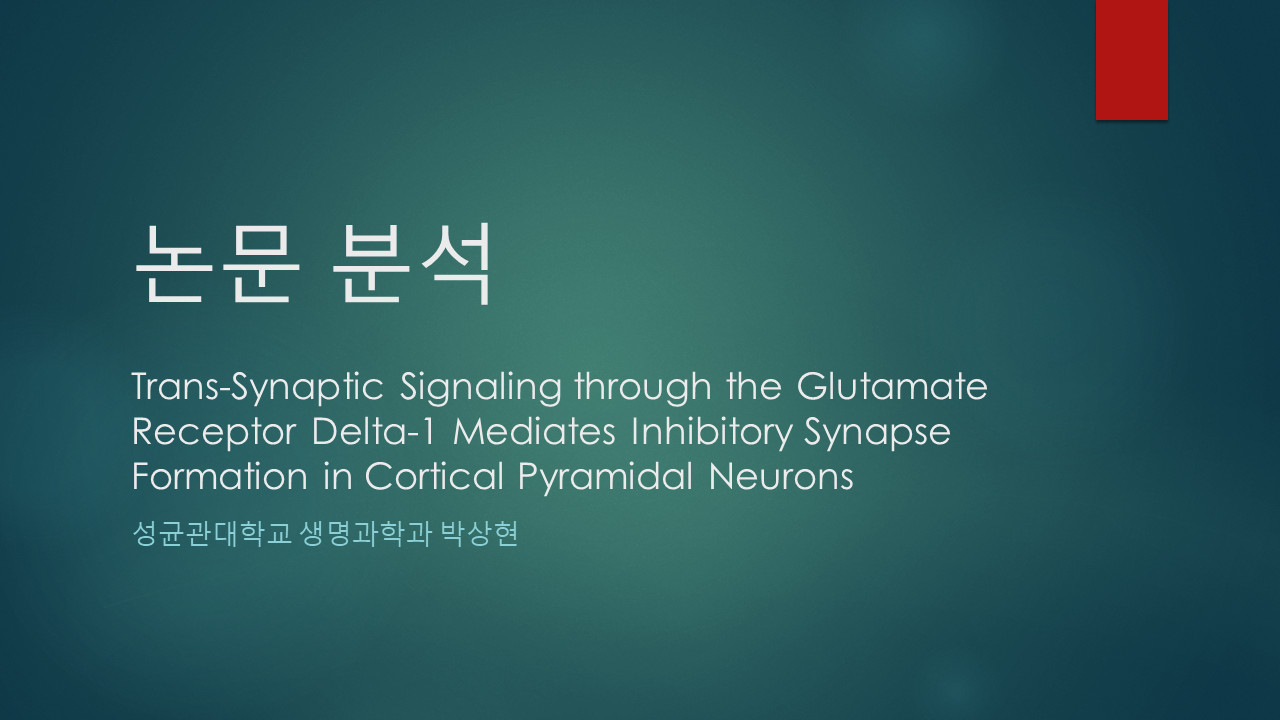 논문 분석
Trans-Synaptic Signaling through the Glutamate
Receptor Delta-1 Mediates Inhibitory Synapse
Formation in Cortical Pyramidal Neurons
성균관대학교 생명과학과 박상현